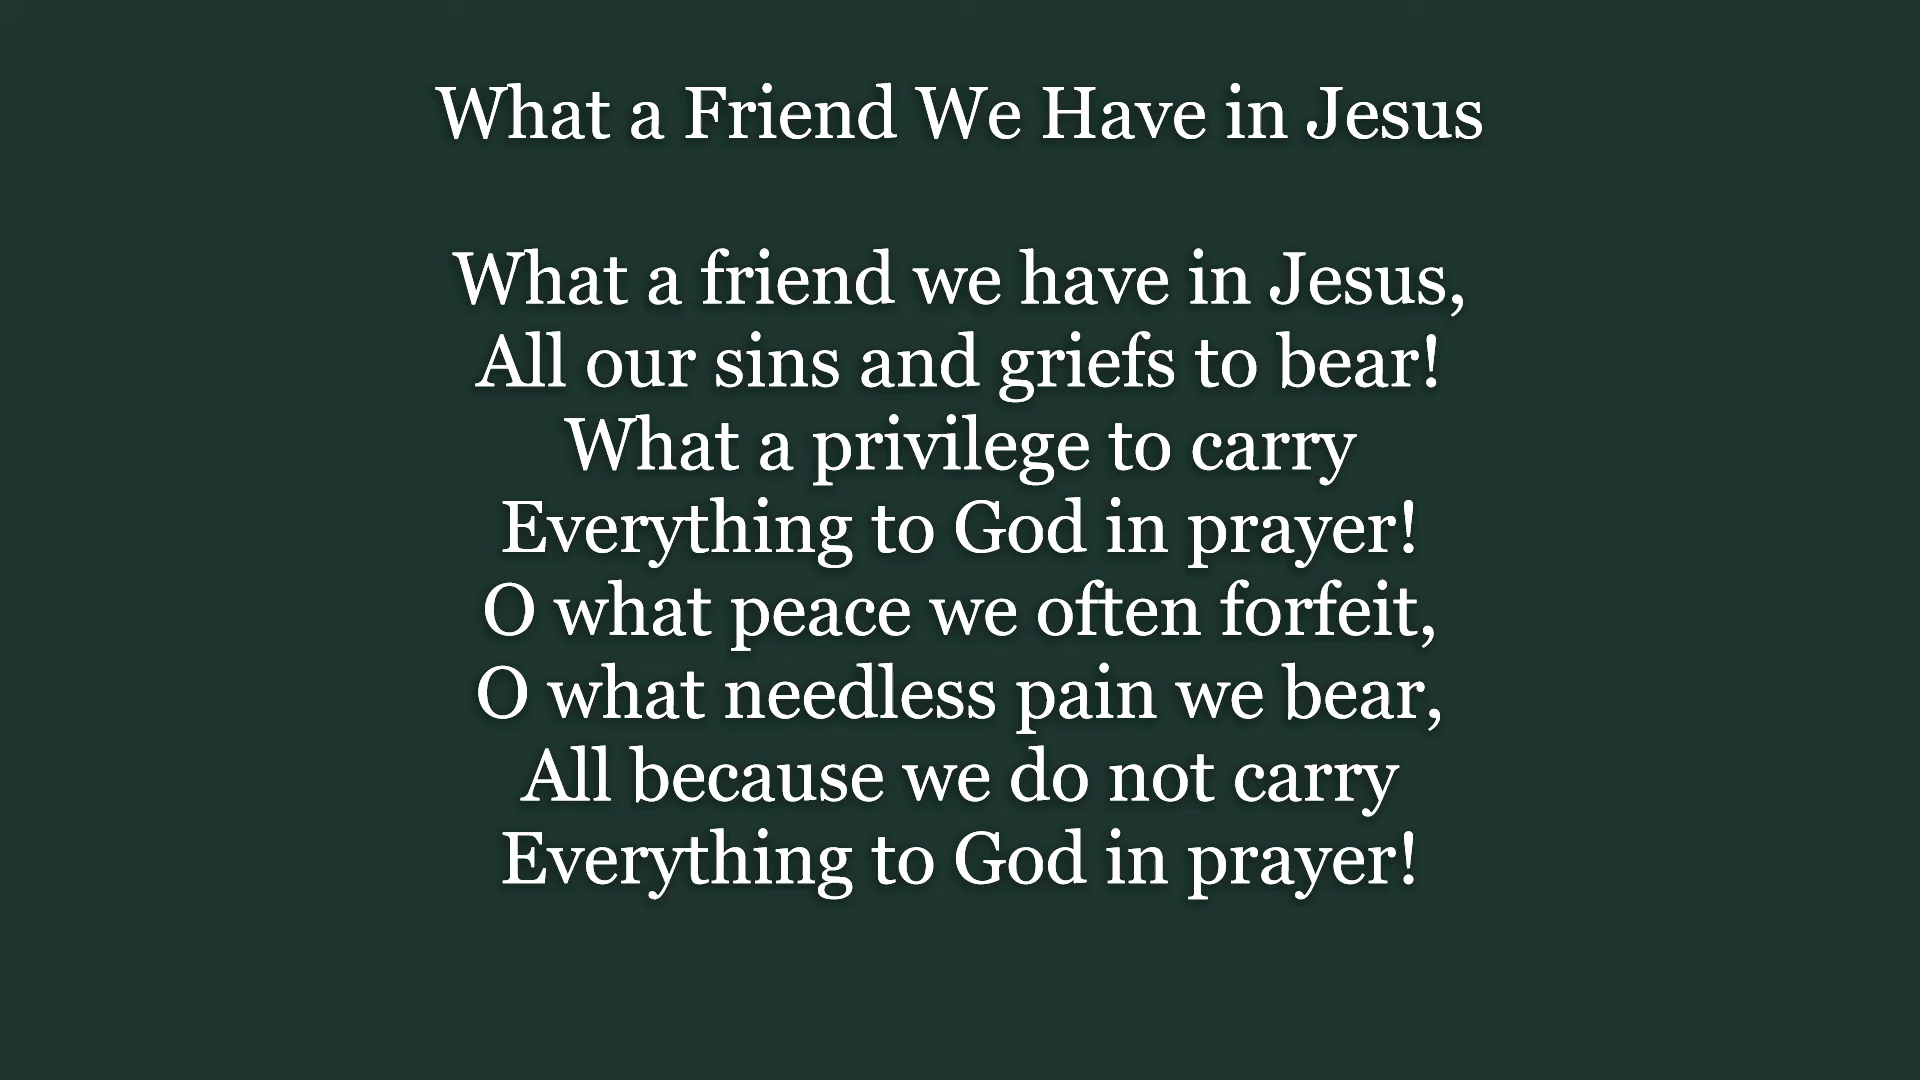 What a Friend We Have in Jesus
What a friend we have in Jesus,
All our sins and griefs to bear!
What a privilege to carry
Everything to God in prayer!
O what peace we often forfeit,
O what needless pain we bear,
All because we do not carry
Everything to God in prayer!